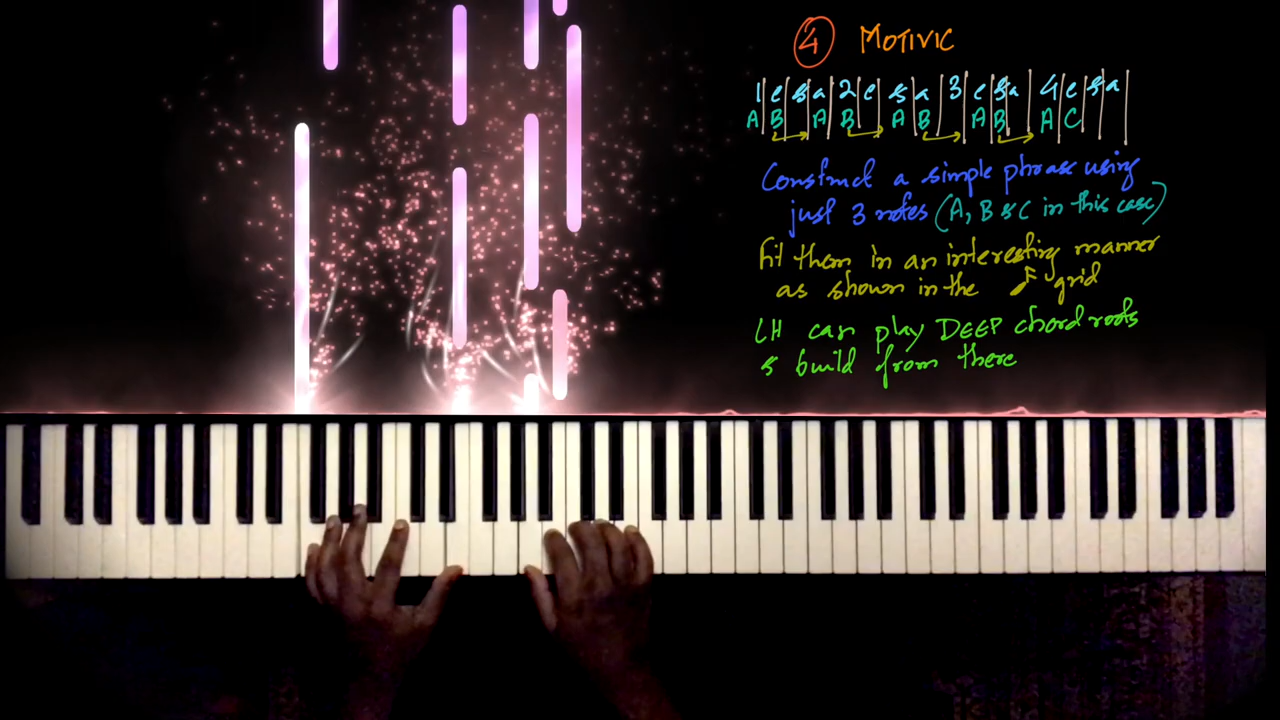 4 MOTIVIC
1 e & a 2 e & a 3 e & a 4 e & a
A B A B A B A B A C
Construct a simple phrase using
just 3 notes (A, B & C in this case)
Fit them in an interesting manner
as shown in the grid
LH can play DEEP chord roots
& build from there